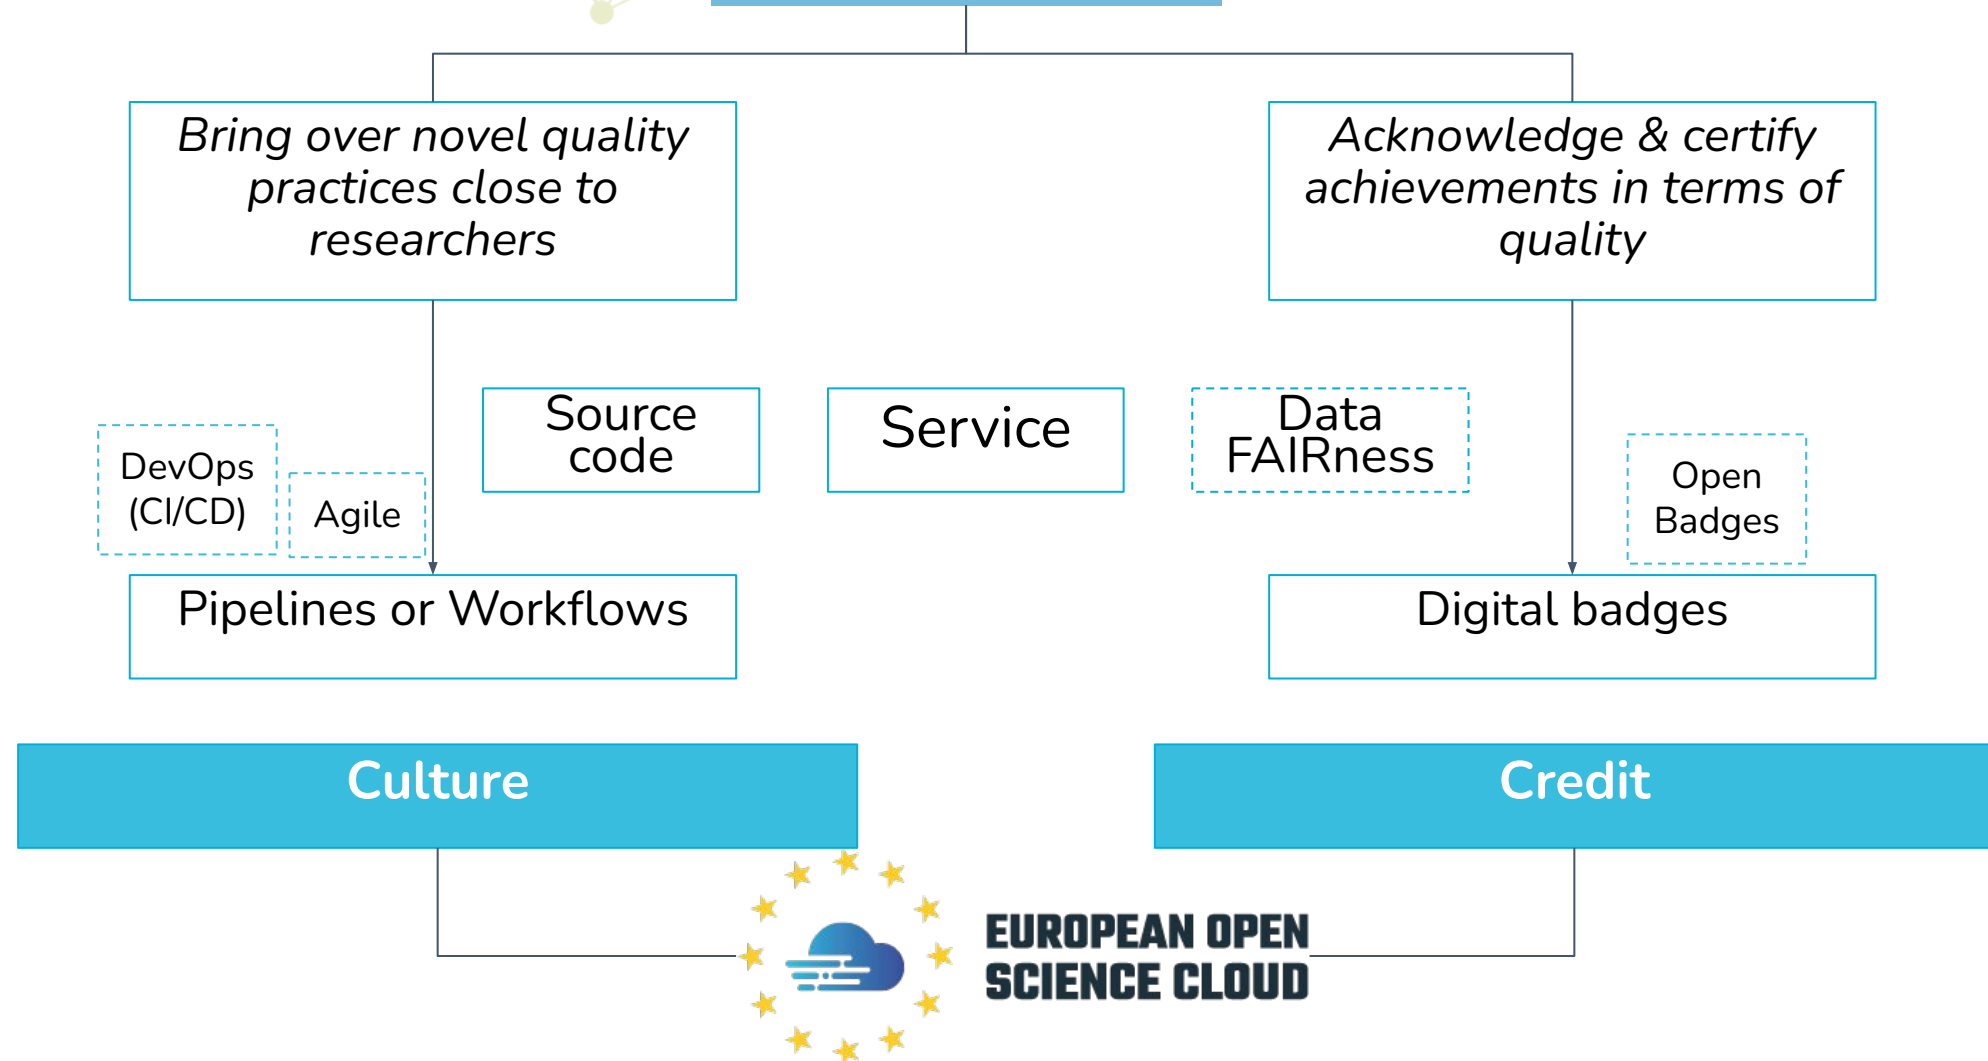 Bring over novel quality
practices close to
researchers
Acknowledge & certify
achievements in terms of
quality
Source
code
Service
Data
FAIRness
DevOps
(CI/CD)
Agile
Open
Badges
Pipelines or Workflows
Digital badges
Culture
Credit
EUROPEAN OPEN
SCIENCE CLOUD